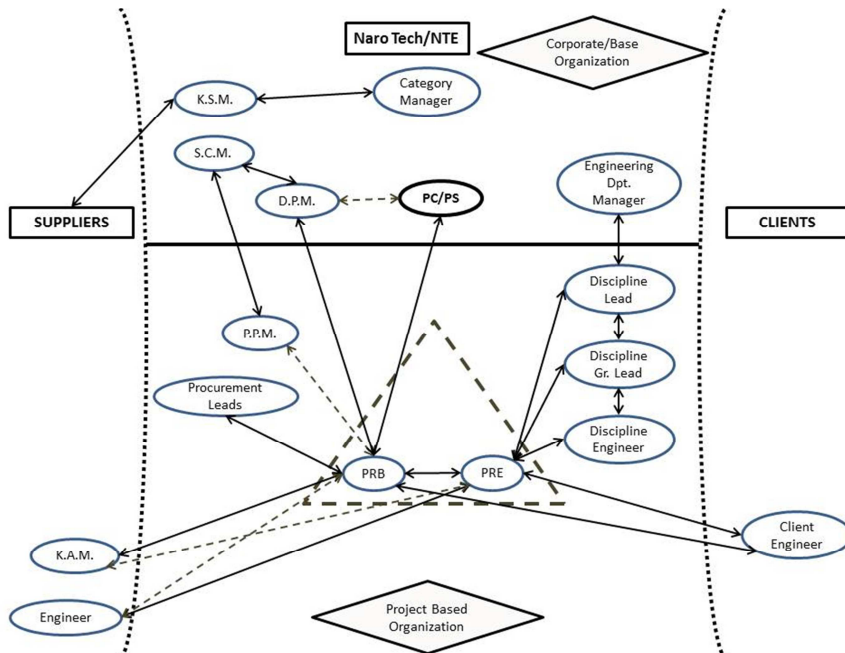 Naro Tech/NTE
Corporate/Base
Organization
K.S.M.
Category
Manager
S.C.M.
D.P.M.
PC/PS
Engineering
Dpt.
Manager
SUPPLIERS
CLIENTS
Discipline
Lead
P.P.M.
Discipline
Gr. Lead
Procurement
Leads
Discipline
Engineer
PRB
PRE
Client
Engineer
K.A.M.
Engineer
Project Based
Organization